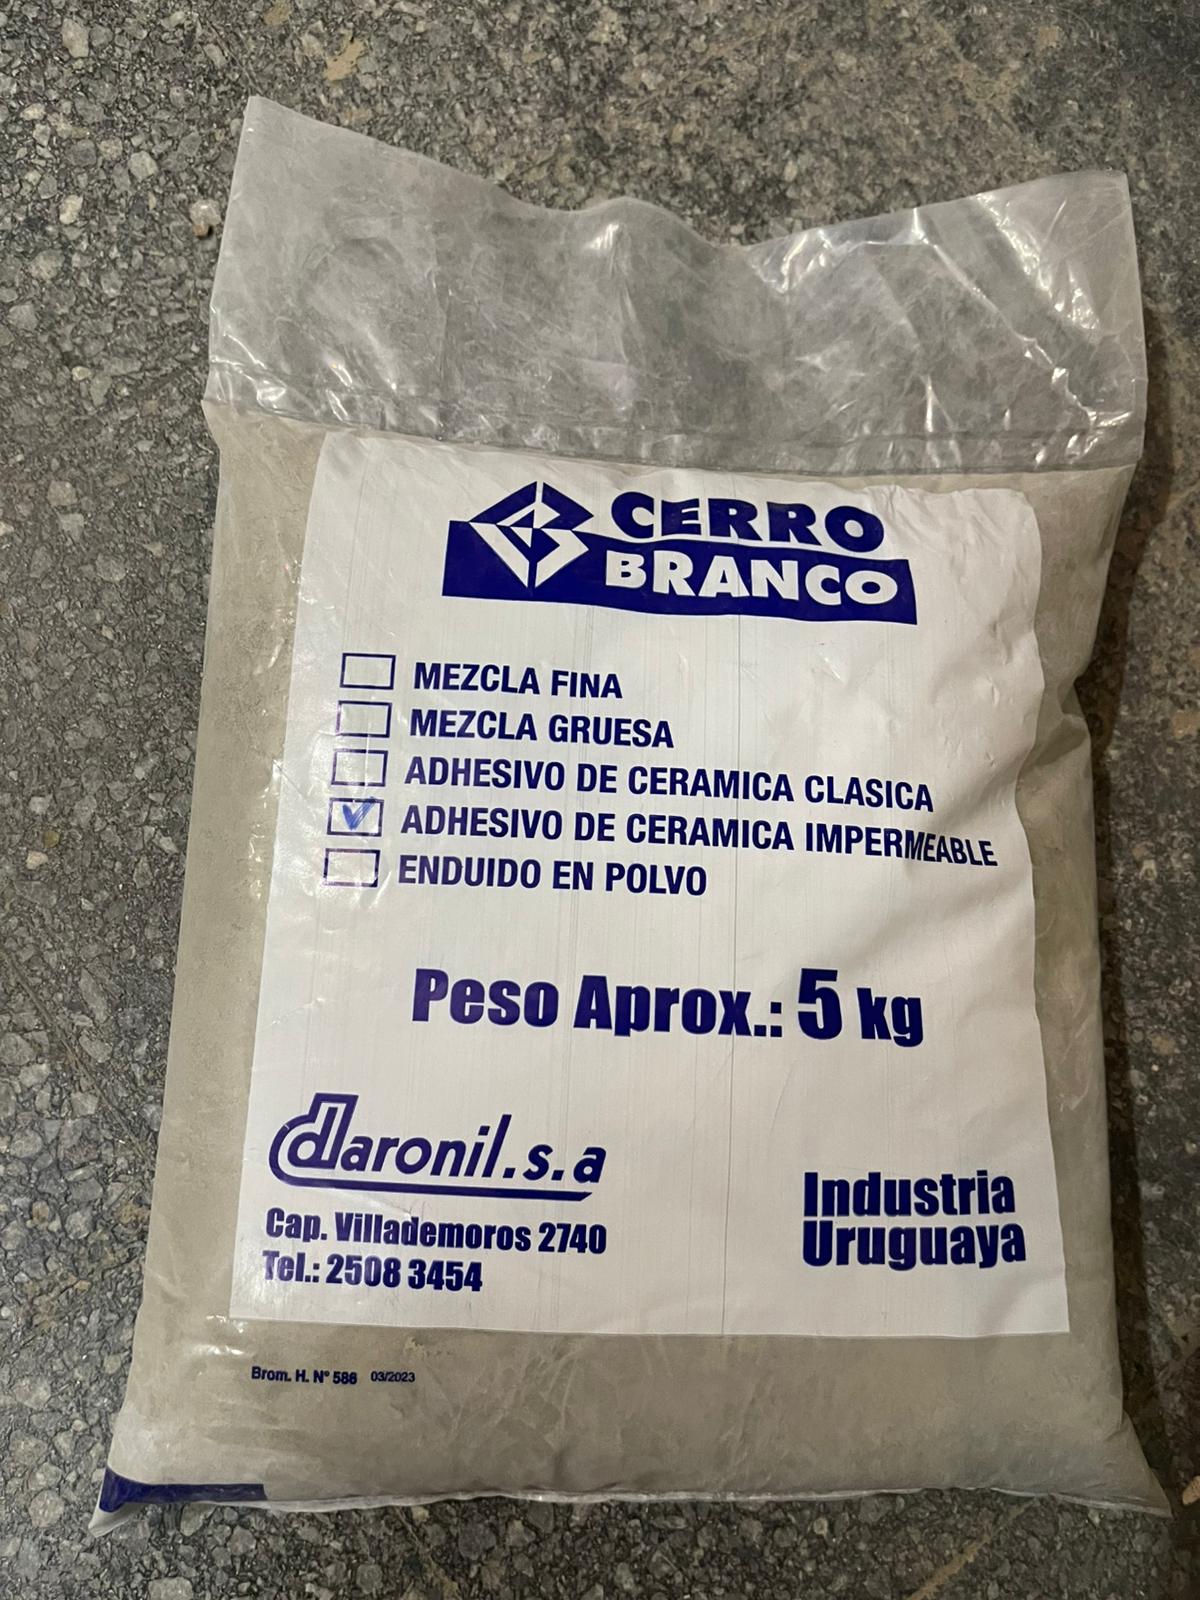 CERRO
BRANCO
MEZCLA FINA
MEZCLA GRUESA
ADHESIVO DE CERAMICA CLASICA
ADHESIVO DE CERAMICA IMPERMEABLE
ENDUIDO EN POLVO
Peso Aprox.: 5 kg
daronil.s.a
Cap. Villademoros 2740
Tel.: 2508 3454
Industria
Uruguaya
Brom. H. N° 586 03/2023